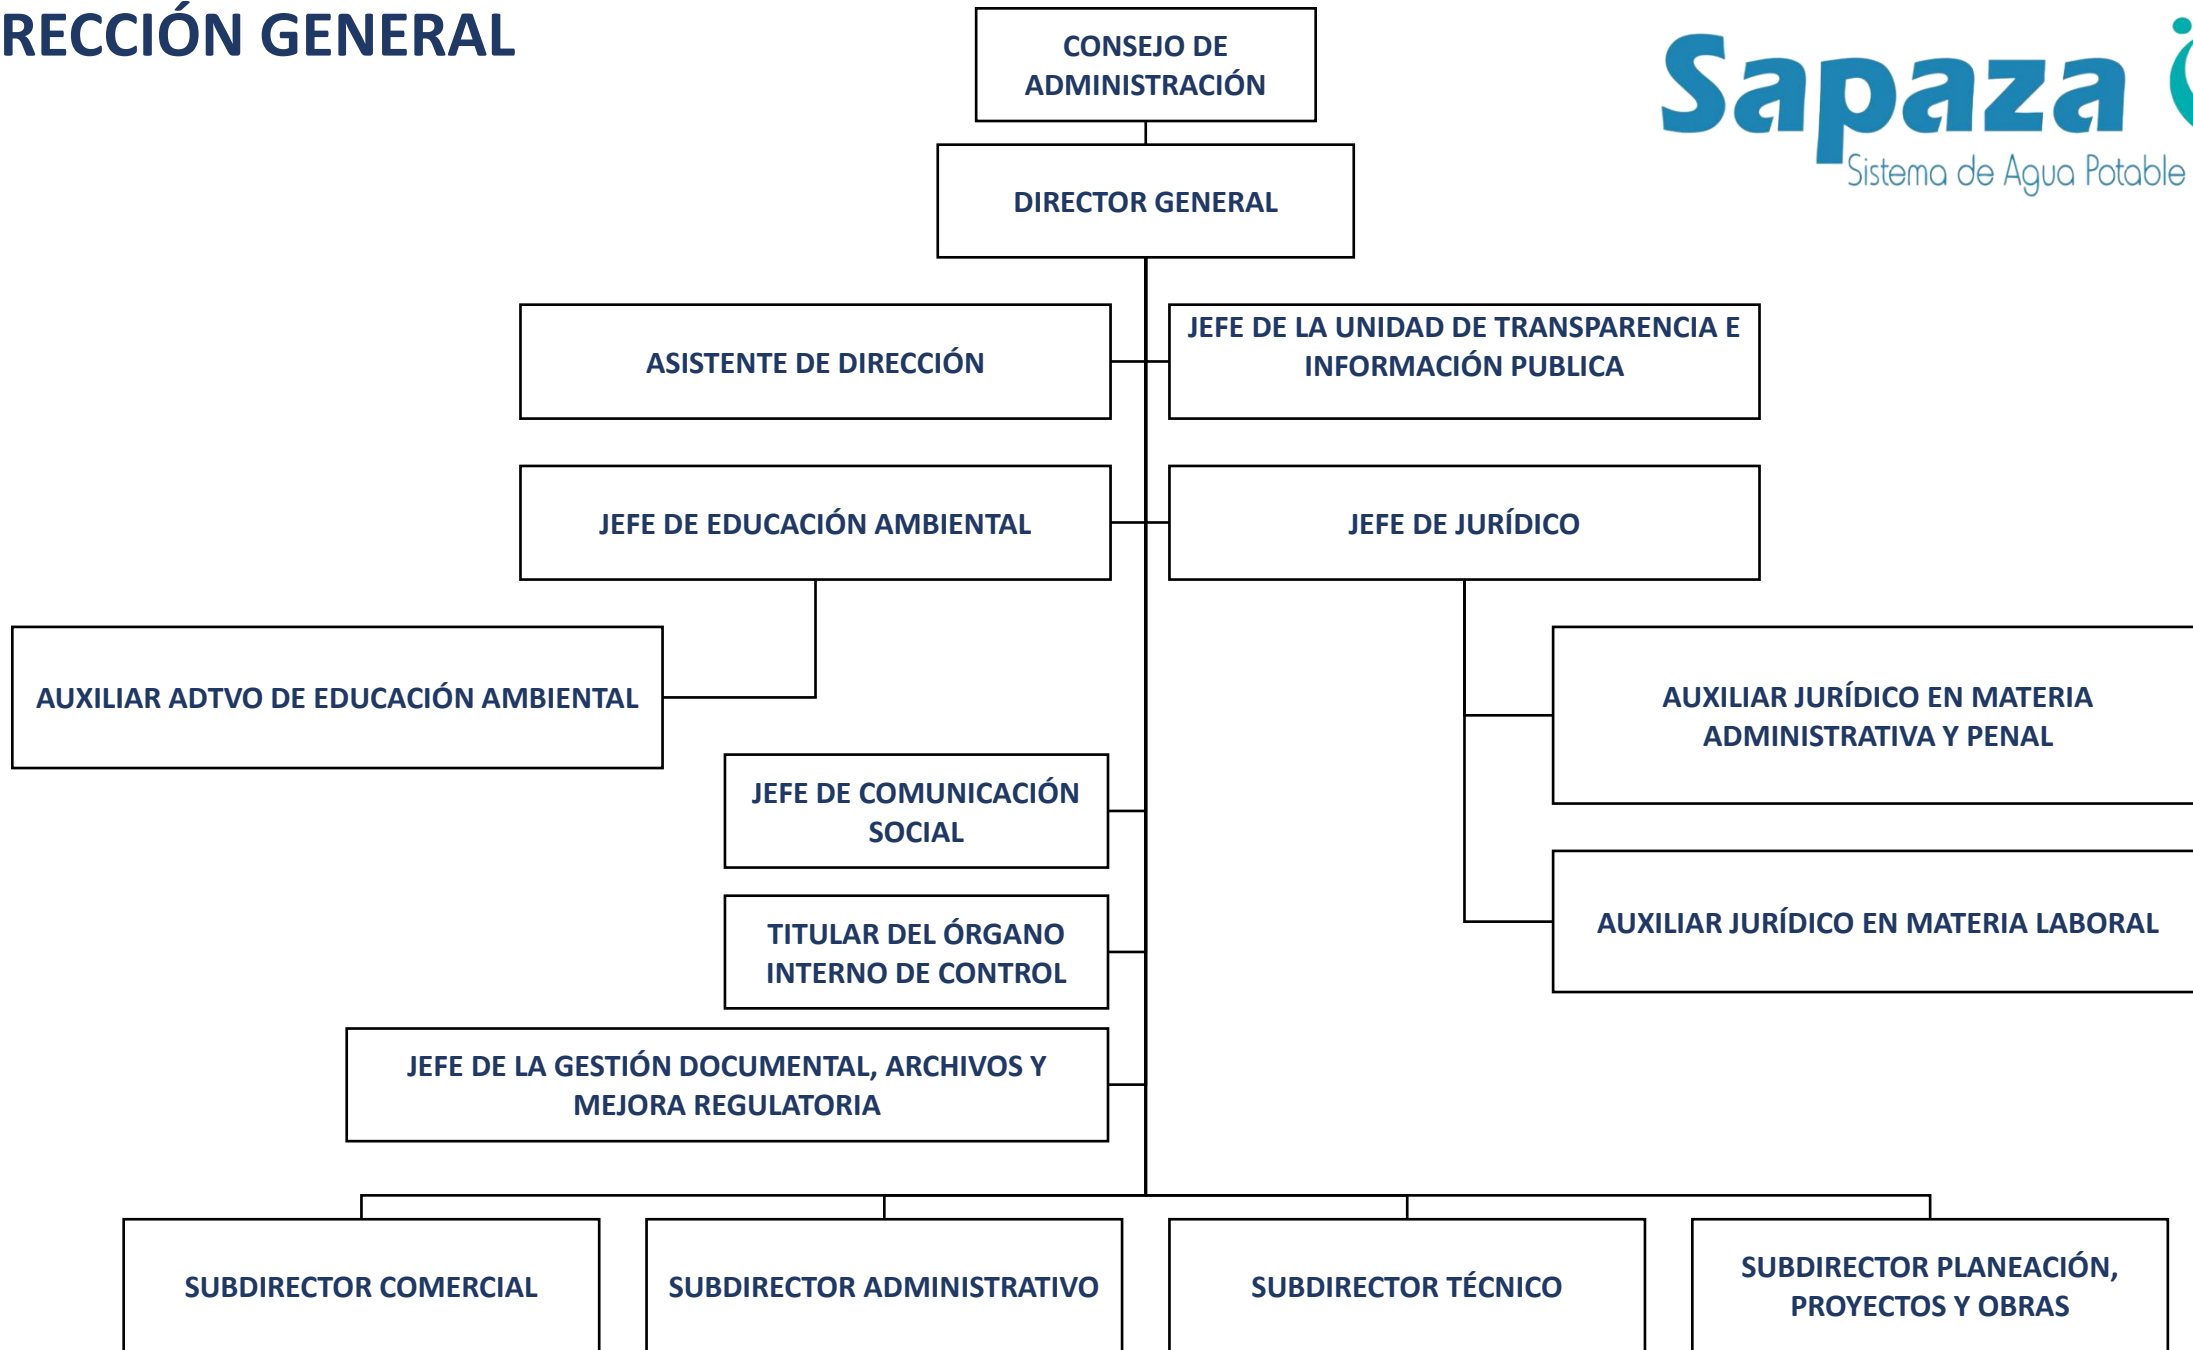 RECCIÓN GENERAL
CONSEJO DE
ADMINISTRACIÓN
Sapaza
Sistema de Agua Potable
DIRECTOR GENERAL
ASISTENTE DE DIRECCIÓN
JEFE DE LA UNIDAD DE TRANSPARENCIA E
INFORMACIÓN PUBLICA
JEFE DE EDUCACIÓN AMBIENTAL
JEFE DE JURÍDICO
AUXILIAR ADTVO DE EDUCACIÓN AMBIENTAL
AUXILIAR JURÍDICO EN MATERIA
ADMINISTRATIVA Y PENAL
JEFE DE COMUNICACIÓN
SOCIAL
AUXILIAR JURÍDICO EN MATERIA LABORAL
TITULAR DEL ÓRGANO
INTERNO DE CONTROL
JEFE DE LA GESTIÓN DOCUMENTAL, ARCHIVOS Y
MEJORA REGULATORIA
SUBDIRECTOR COMERCIAL
SUBDIRECTOR ADMINISTRATIVO
SUBDIRECTOR TÉCNICO
SUBDIRECTOR PLANEACIÓN,
PROYECTOS Y OBRAS